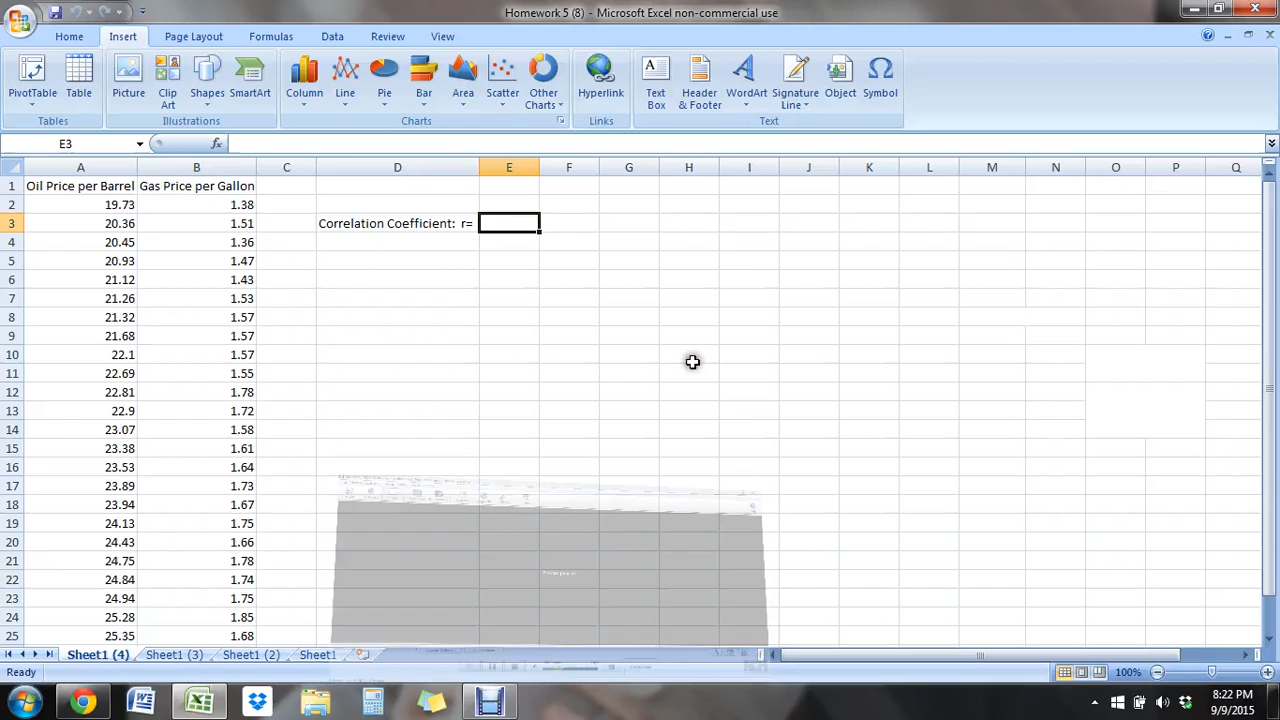 Homework 5 (8) - Microsoft Excel non-commercial use
Home Insert Page Layout Formulas Data Review View
PivotTable Table Picture Clip Art Shapes SmartArt Column Line Pie Bar Area Scatter Other Charts Hyperlink Text Box Header & Footer WordArt Signature Line Object Symbol
Tables Illustrations Charts Links Text
E3 fx
A B C D E F G H I J K L M N O P Q
1 Oil Price per Barrel Gas Price per Gallon
2 19.73 1.38
3 20.36 1.51 Correlation Coefficient: r=
4 20.45 1.36
5 20.93 1.47
6 21.12 1.43
7 21.26 1.53
8 21.32 1.57
9 21.68 1.57
10 22.1 1.57
11 22.69 1.55
12 22.81 1.78
13 22.9 1.72
14 23.07 1.58
15 23.38 1.61
16 23.53 1.64
17 23.89 1.73
18 23.94 1.67
19 24.13 1.75
20 24.43 1.66
21 24.75 1.78
22 24.84 1.74
23 24.94 1.75
24 25.28 1.85
25 25.35 1.68
Sheet1 (4) Sheet1 (3) Sheet1 (2) Sheet1
Ready 100%
8:22 PM
9/9/2015